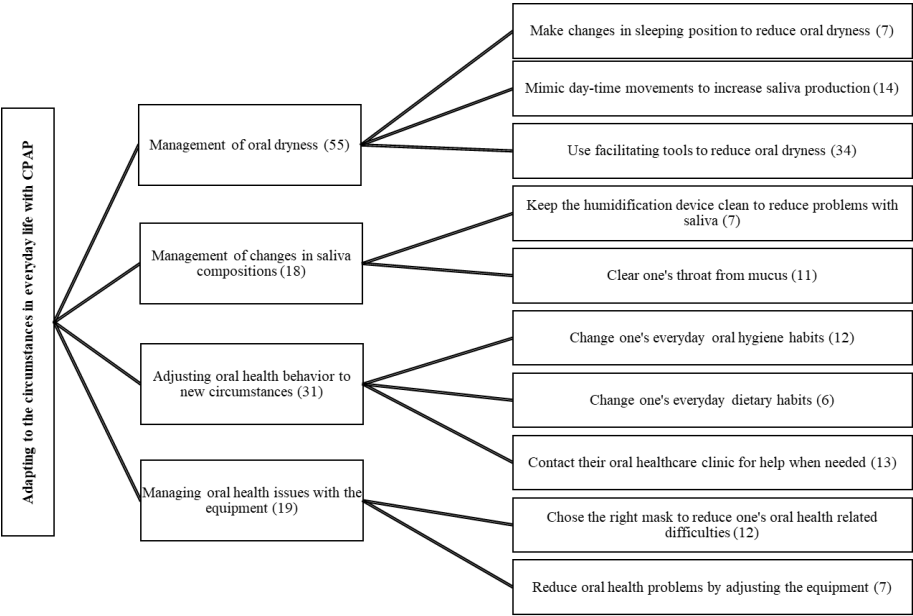 Adapting to the circumstances in everyday life with CPAP
Management of oral dryness (55)
Make changes in sleeping position to reduce oral dryness (7)
Mimic day-time movements to increase saliva production (14)
Use facilitating tools to reduce oral dryness (34)
Management of changes in saliva
compositions (18)
Keep the humidification device clean to reduce problems with
saliva (7)
Clear one's throat from mucus (11)
Adjusting oral health behavior to
new circumstances (31)
Change one's everyday oral hygiene habits (12)
Change one's everyday dietary habits (6)
Contact their oral healthcare clinic for help when needed (13)
Managing oral health issues with the
equipment (19)
Chose the right mask to reduce one's oral health related
difficulties (12)
Reduce oral health problems by adjusting the equipment (7)